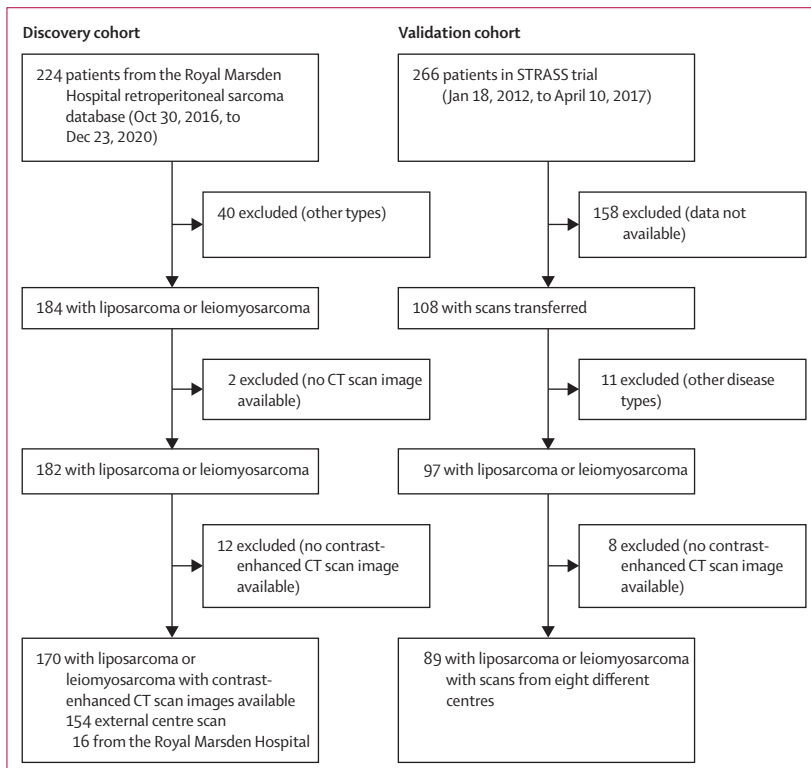 Discovery cohort
224 patients from the Royal Marsden
Hospital retroperitoneal sarcoma
database (Oct 30, 2016, to
Dec 23, 2020)
40 excluded (other types)
184 with liposarcoma or leiomyosarcoma
2 excluded (no CT scan image
available)
182 with liposarcoma or leiomyosarcoma
12 excluded (no contrast-
enhanced CT scan image
available)
170 with liposarcoma or
leiomyosarcoma with contrast-
enhanced CT scan images available
154 external centre scan
16 from the Royal Marsden Hospital
Validation cohort
266 patients in STRASS trial
(Jan 18, 2012, to April 10, 2017)
158 excluded (data not
available)
108 with scans transferred
11 excluded (other disease
types)
97 with liposarcoma or leiomyosarcoma
8 excluded (no contrast-
enhanced CT scan image
available)
89 with liposarcoma or leiomyosarcoma
with scans from eight different
centres